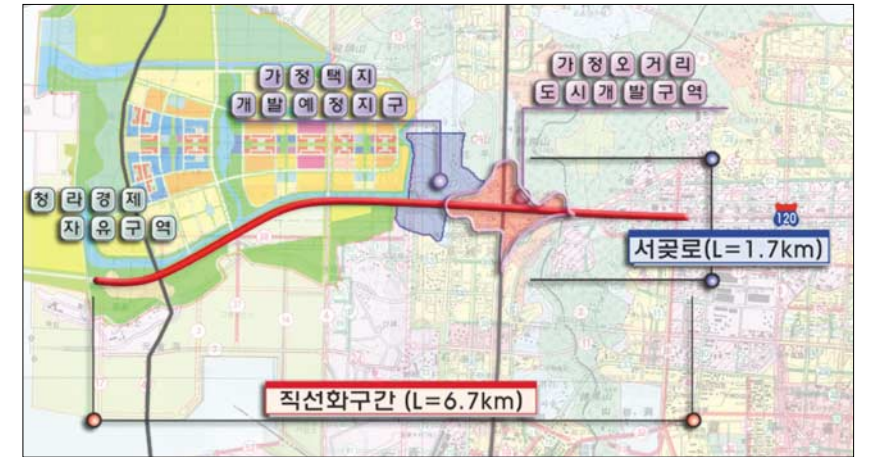 가정택지
개발예정지구
가정오거리
도시개발구역
청라경제
자유구역
120
서곶로(L=1.7km)
직선화구간 (L=6.7km)